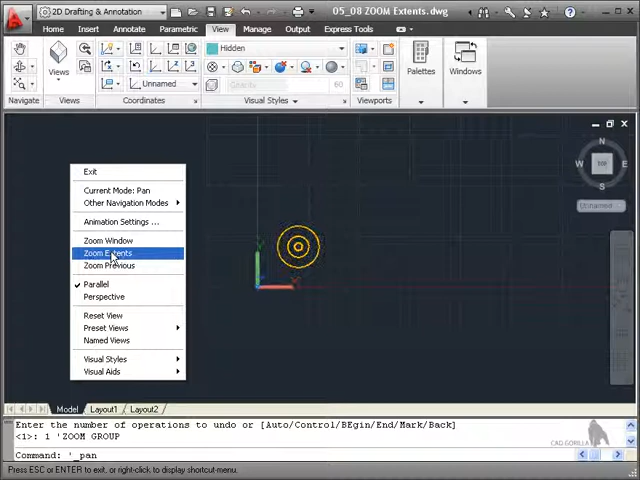 2D Drafting & Annotation
05_08 ZOOM Extents.dwg
Home
Insert
Annotate
Parametric
View
Manage
Output
Express Tools
Hidden
Views
Unnamed
Opacity
60
Palettes
Windows
Navigate
Views
Coordinates
Visual Styles
Viewports
N
W
TOP
E
S
Unnamed
Exit
Current Mode: Pan
Other Navigation Modes
Animation Settings ...
Zoom Window
Zoom Extents
Zoom Previous
Parallel
Perspective
Reset View
Preset Views
Named Views
Visual Styles
Visual Aids
Y
X
Model
Layout1
Layout2
Enter the number of operations to undo or [Auto/Control/BEgin/End/Mark/Back]
<1>: 1 'ZOOM GROUP
Command: '_pan
CAD GORILLA
Press ESC or ENTER to exit, or right-click to display shortcut-menu.